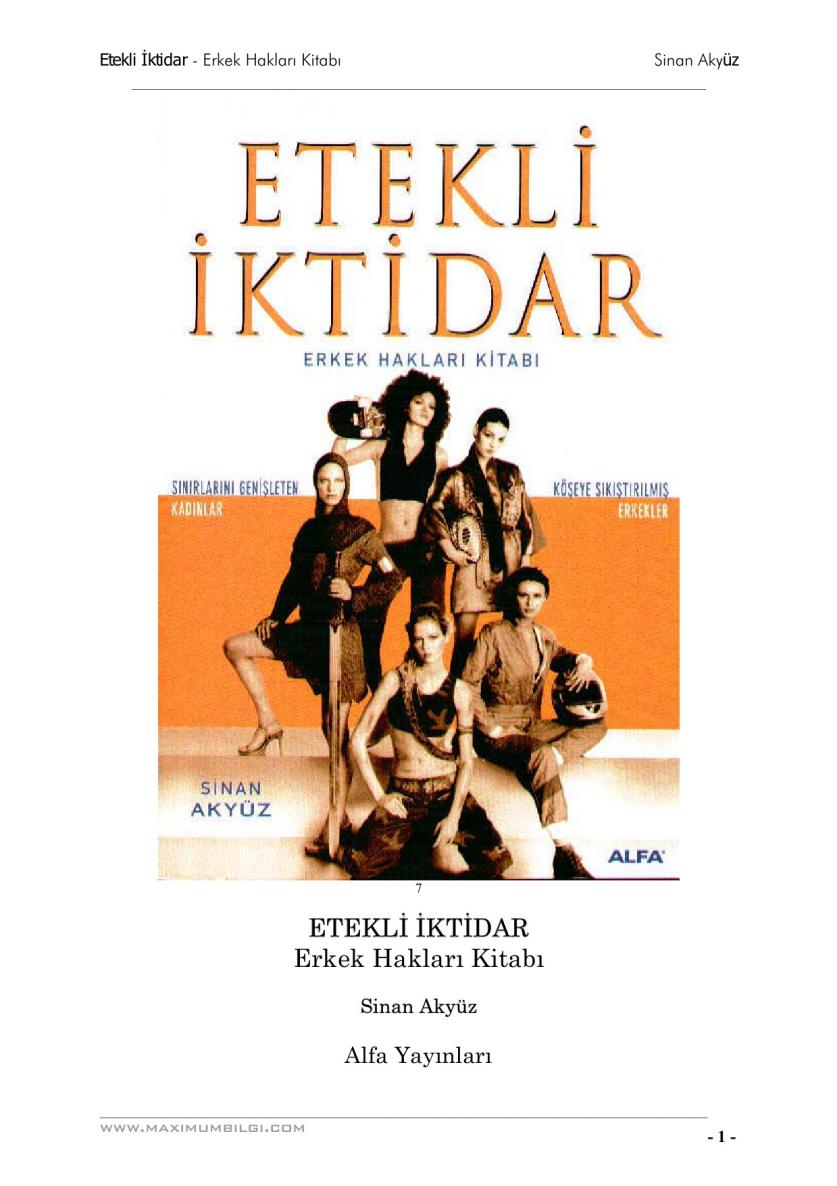 Etekli İktidar - Erkek Hakları Kitabı Sinan Akyüz
ETEKLİ
İKTİDAR
ERKEK HAKLARI KİTABI
SINIRLARINI GENİŞLETEN
KADINLAR
KÖŞEYE SIKIŞTIRILMIŞ
ERKEKLER
SİNAN
AKYÜZ
ALFA
7
ETEKLİ İKTİDAR
Erkek Hakları Kitabı
Sinan Akyüz
Alfa Yayınları
WWW.MAXIMUMBILGI.COM
- 1 -